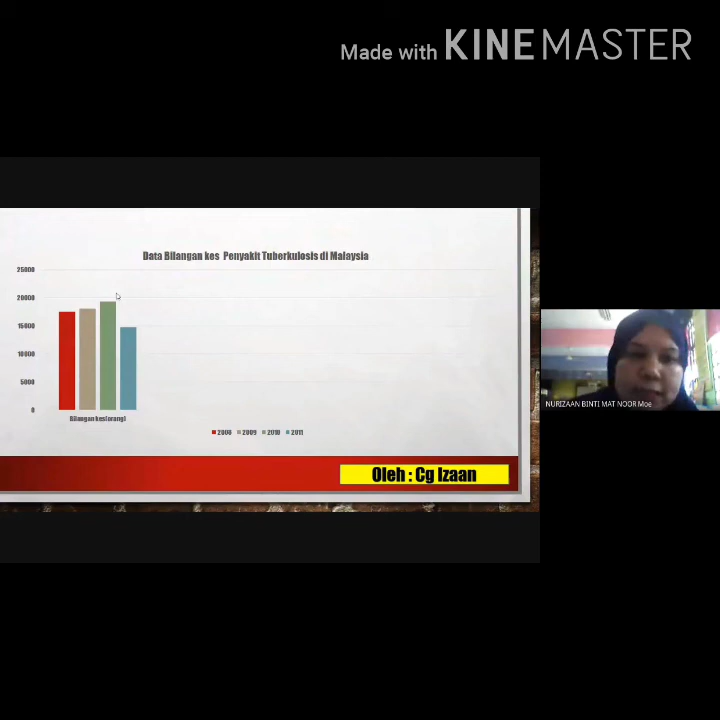 Made with KINEMASTER
Data Bilangan kes Penyakit Tuberkulosis di Malaysia
25000
20000
15000
10000
5000
0
Bilangan kes(orang)
2008 2009 2010 2011
Oleh : Cg Izaan
NURIZAAN BINTI MAT NOOR Moe